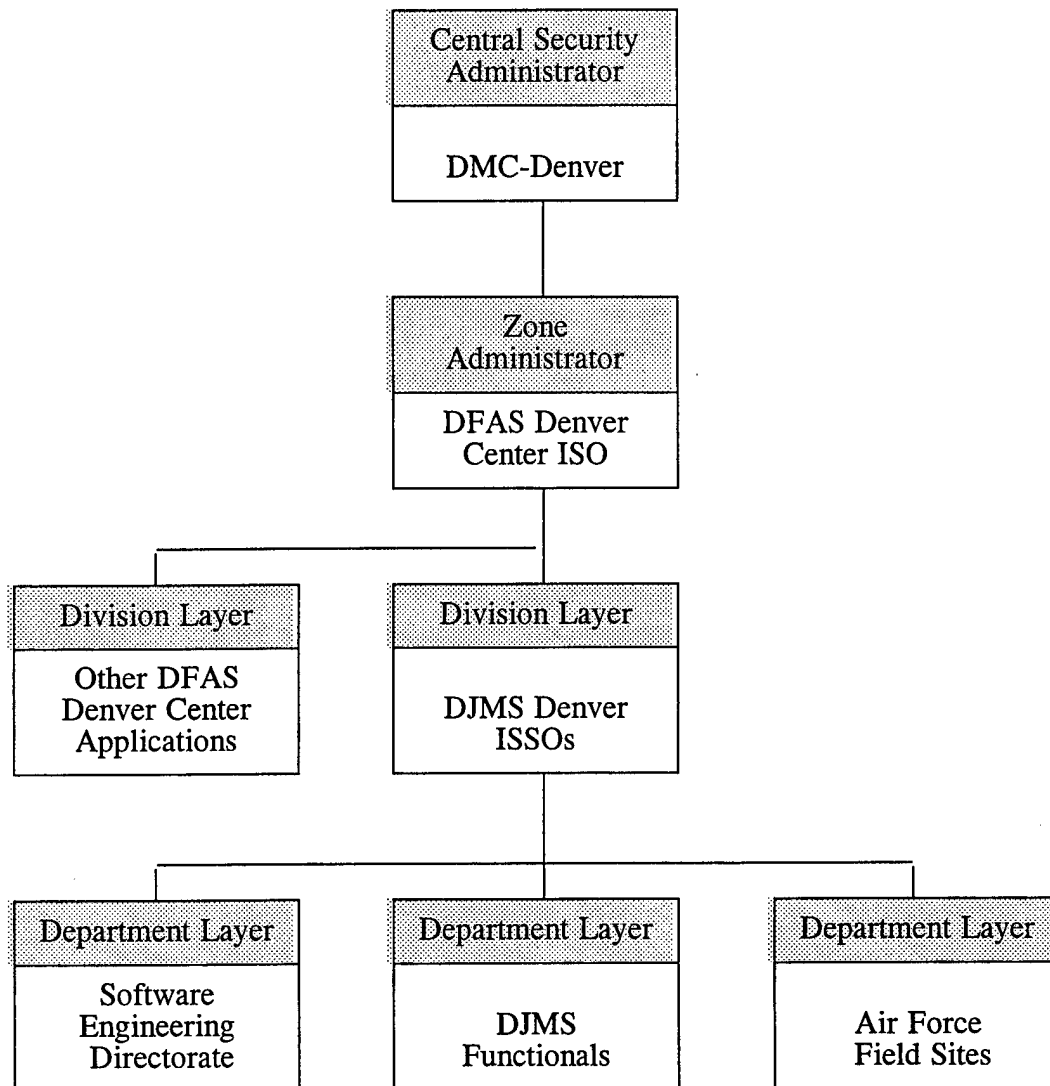 Central Security
Administrator
DMC-Denver
Zone
Administrator
DFAS Denver
Center ISO
Division Layer
Other DFAS
Denver Center
Applications
Division Layer
DJMS Denver
ISSOs
Department Layer
Software
Engineering
Directorate
Department Layer
DJMS
Functionals
Department Layer
Air Force
Field Sites